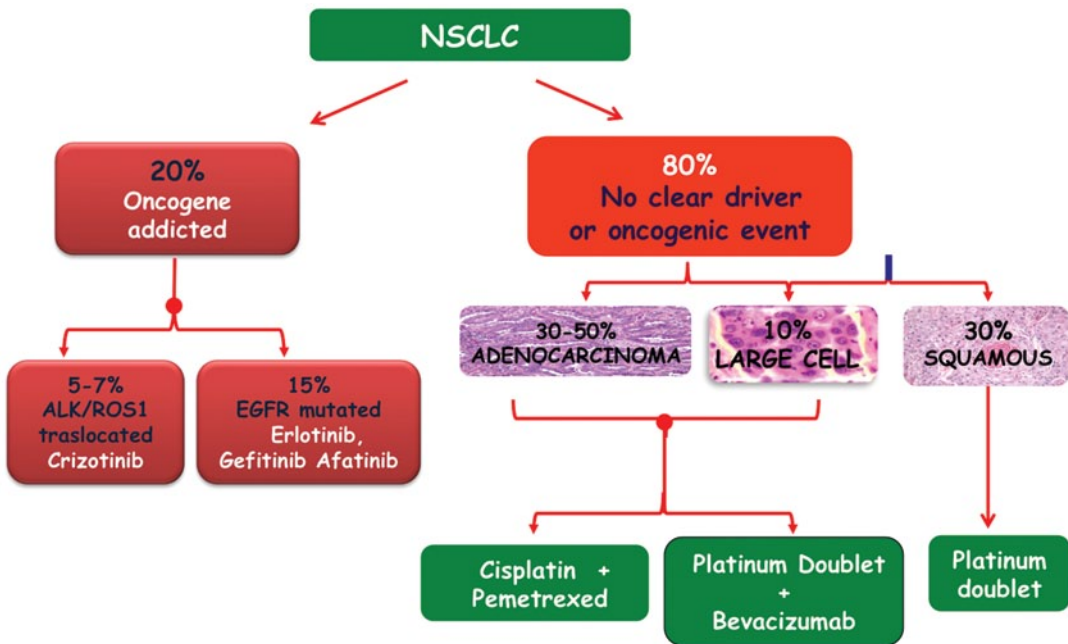 NSCLC
20%
Oncogene
addicted
80%
No clear driver
or oncogenic event
5-7%
ALK/ROS1
traslocated
Crizotinib
15%
EGFR mutated
Erlotinib,
Gefitinib Afatinib
30-50%
ADENOCARCINOMA
10%
LARGE CELL
30%
SQUAMOUS
Cisplatin +
Pemetrexed
Platinum Doublet
+
Bevacizumab
Platinum
doublet